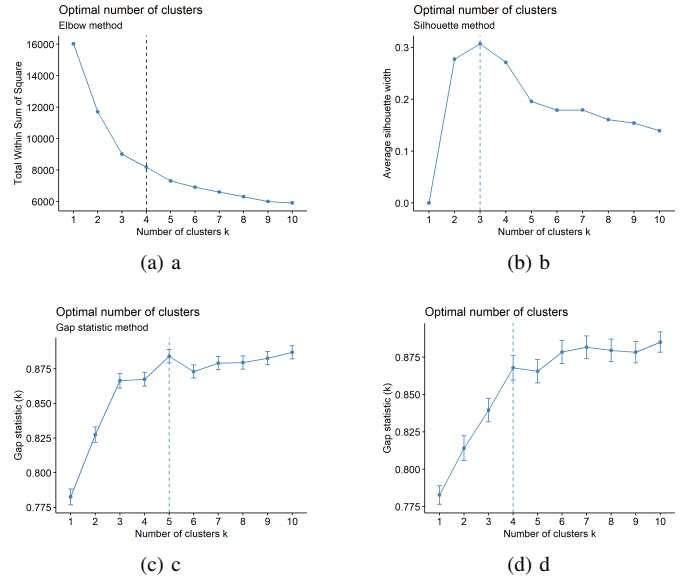 Optimal number of clusters
Elbow method
16000
14000
12000
10000
8000
6000
Total Within Sum of Square
1 2 3 4 5 6 7 8 9 10
Number of clusters k
(a) a
Optimal number of clusters
Silhouette method
0.3
0.2
0.1
0.0
Average silhouette width
1 2 3 4 5 6 7 8 9 10
Number of clusters k
(b) b
Optimal number of clusters
Gap statistic method
0.875
0.850
0.825
0.800
0.775
Gap statistic (k)
1 2 3 4 5 6 7 8 9 10
Number of clusters k
(c) c
Optimal number of clusters
0.875
0.850
0.825
0.800
0.775
Gap statistic (k)
1 2 3 4 5 6 7 8 9 10
Number of clusters k
(d) d